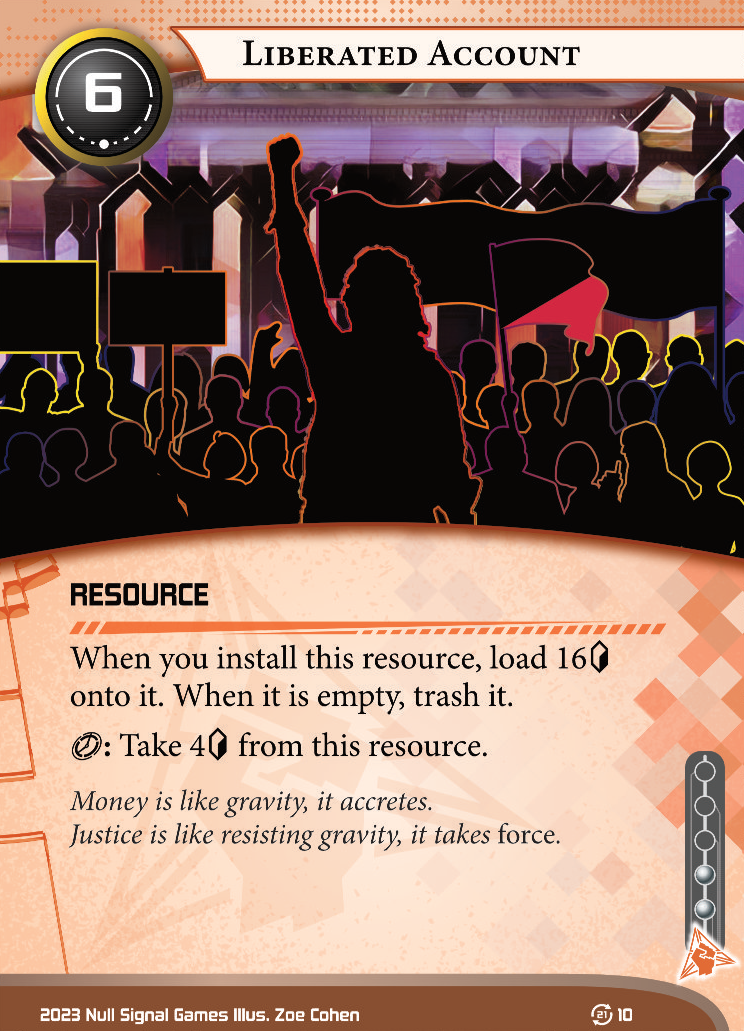 LIBERATED ACCOUNT
6
RESOURCE
When you install this resource, load 16
onto it. When it is empty, trash it.
: Take 4 from this resource.
Money is like gravity, it accretes.
Justice is like resisting gravity, it takes force.
2023 Null Signal Games Illus. Zoe Cohen
21 10